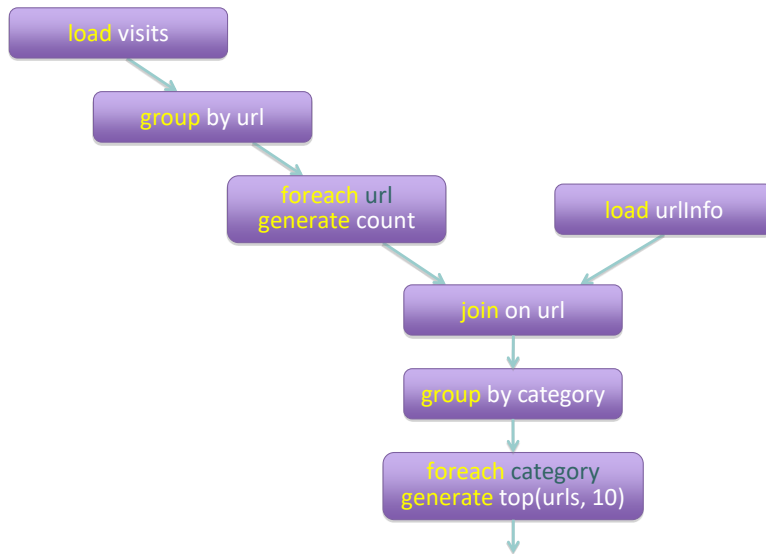 load visits
group by url
foreach url
generate count
load urlInfo
join on url
group by category
foreach category
generate top(urls, 10)